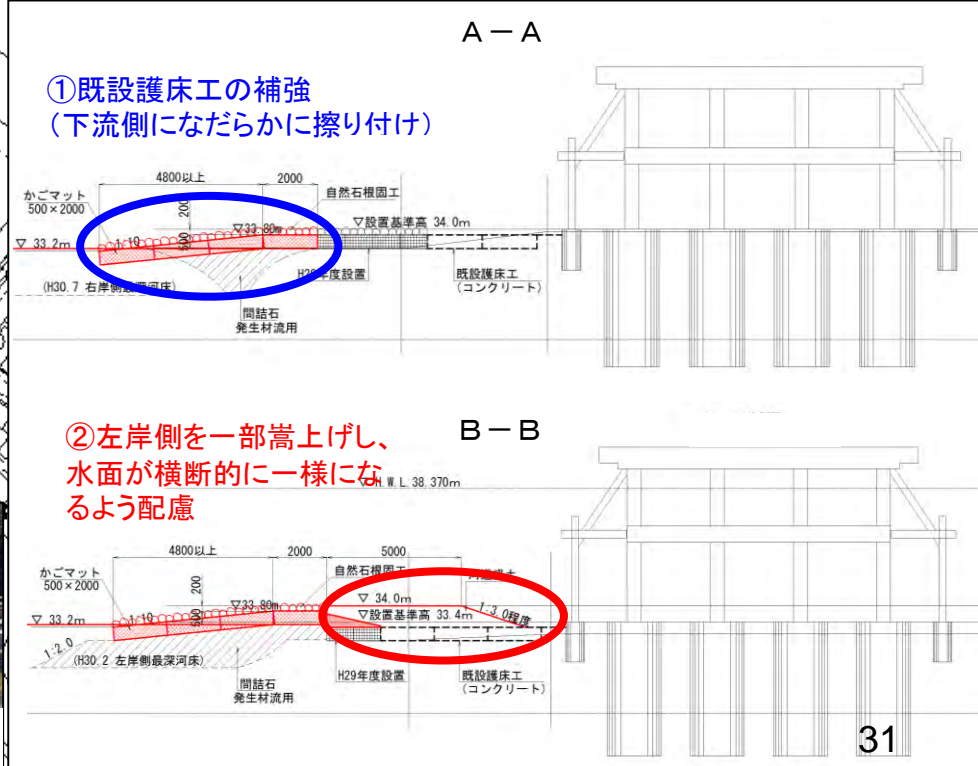 A－A
①既設護床工の補強
（下流側になだらかに擦り付け）
4800以上
2000
かごマット
500×2000
200
自然石根固工
▽設置基準高 34.0m
▽33.80m
▽ 33.2m
1:10
500
(H30.7 右岸側最深河床)
年度設置
既設護床工
(コンクリート)
間詰石
発生材流用
B－B
②左岸側を一部嵩上げし、
水面が横断的に一様にな
るよう配慮
H.W.L 38.370m
4800以上
2000
5000
かごマット
500×2000
200
自然石根固工
▽ 34.0m
1:3.0程度
▽33.80m
▽設置基準高 33.4m
▽ 33.2m
1:10
500
1:2.0
(H30.2 左岸側最深河床)
H29年度設置
既設護床工
(コンクリート)
間詰石
発生材流用
31